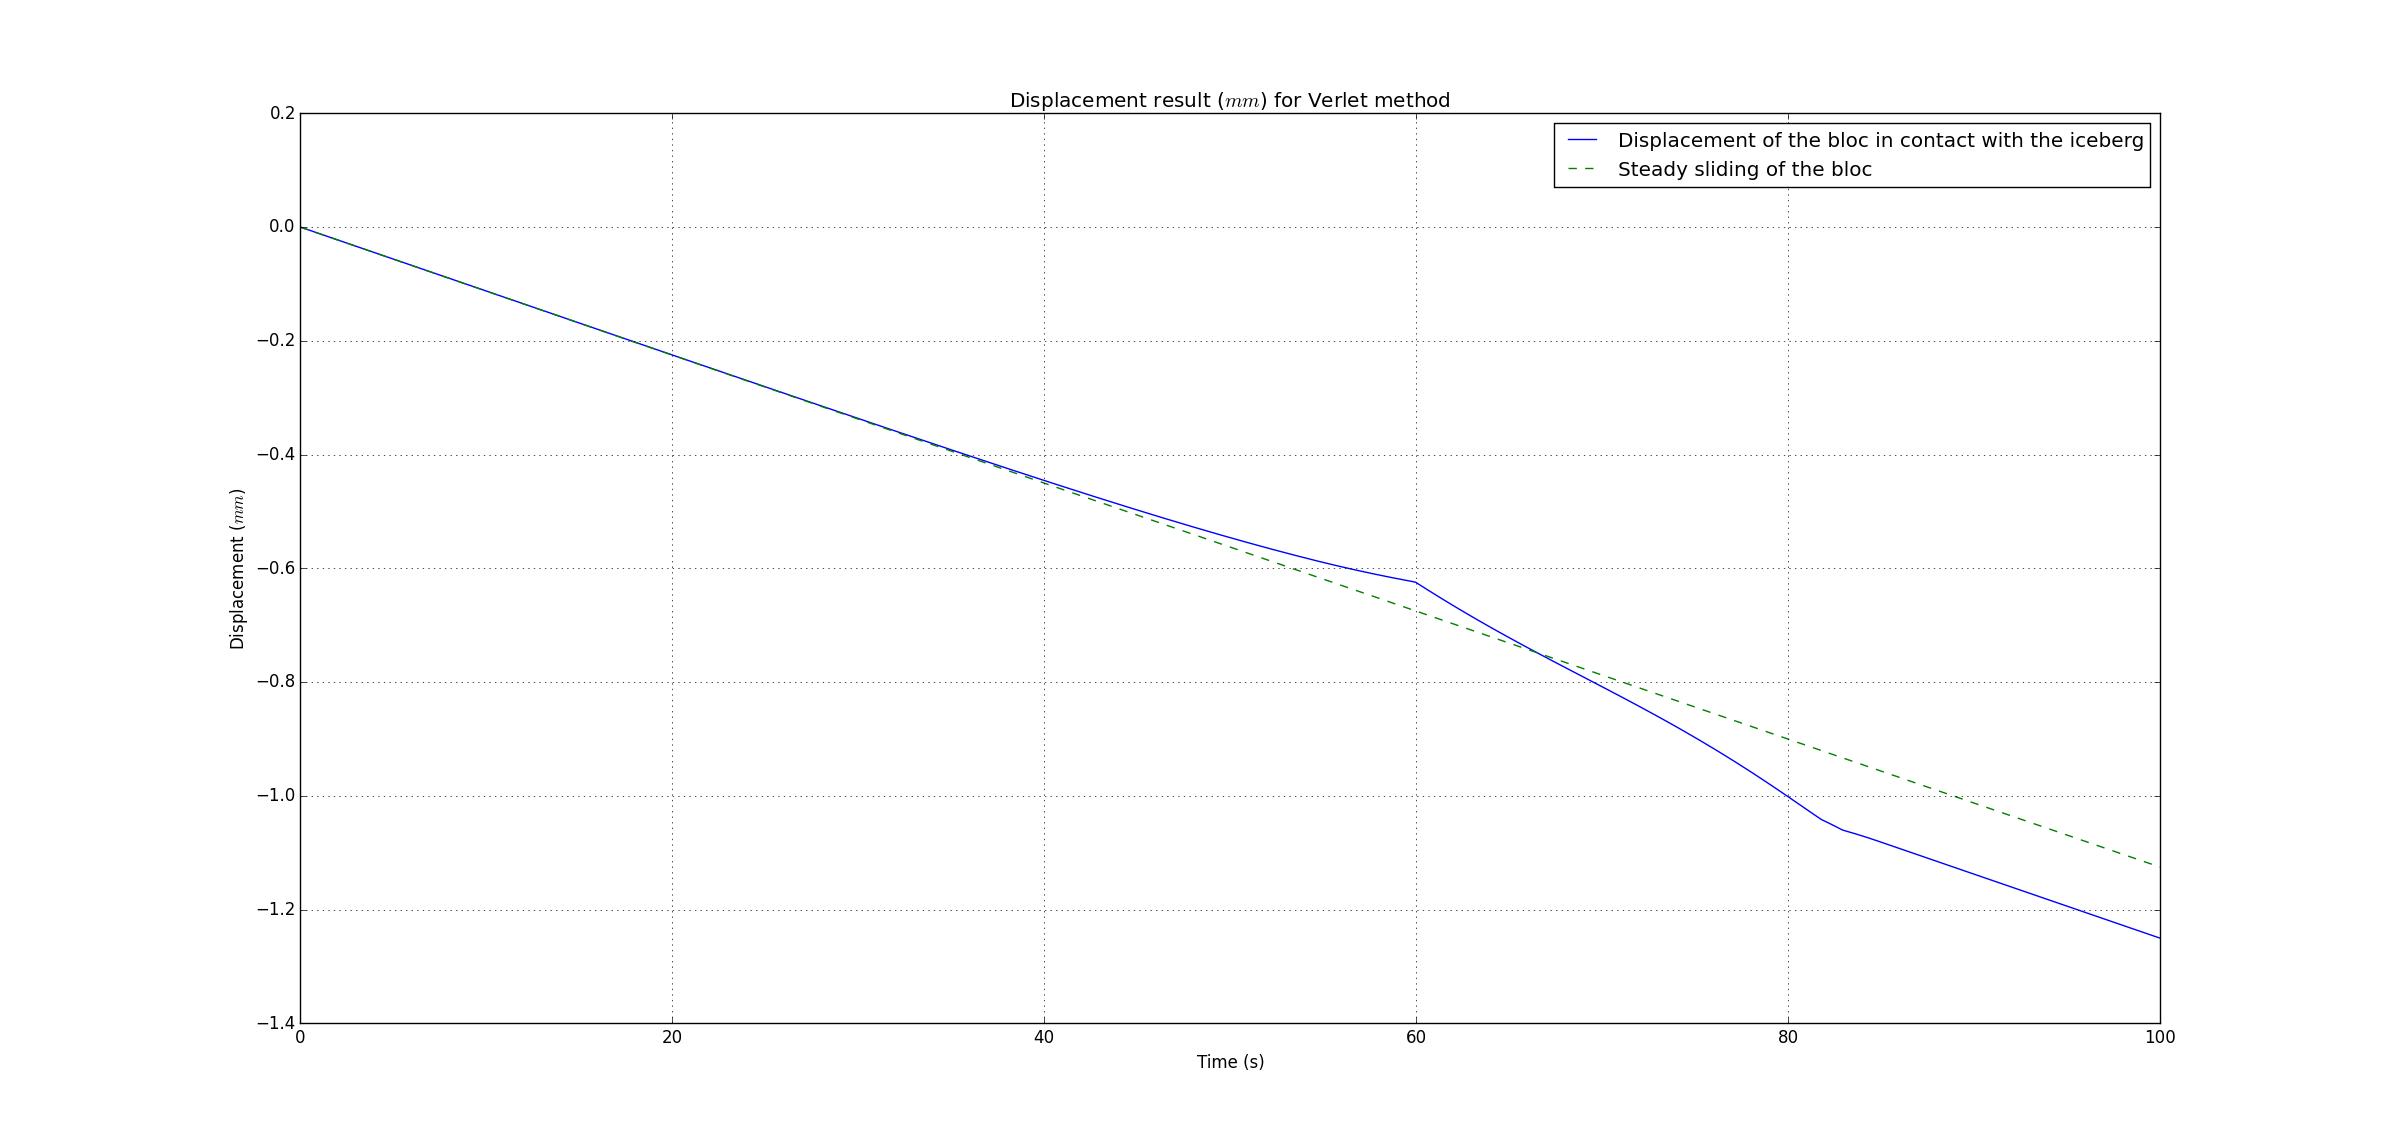 Displacement result (mm) for Verlet method
Displacement of the bloc in contact with the iceberg
Steady sliding of the bloc
Displacement (mm)
0.2
0.0
−0.2
−0.4
−0.6
−0.8
−1.0
−1.2
−1.4
0 20 40 60 80 100
Time (s)